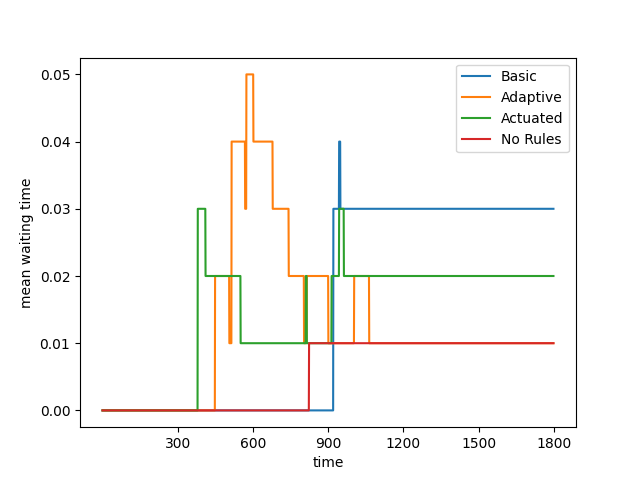 0.05
0.04
0.03
0.02
0.01
0.00
mean waiting time
Basic
Adaptive
Actuated
No Rules
300 600 900 1200 1500 1800
time